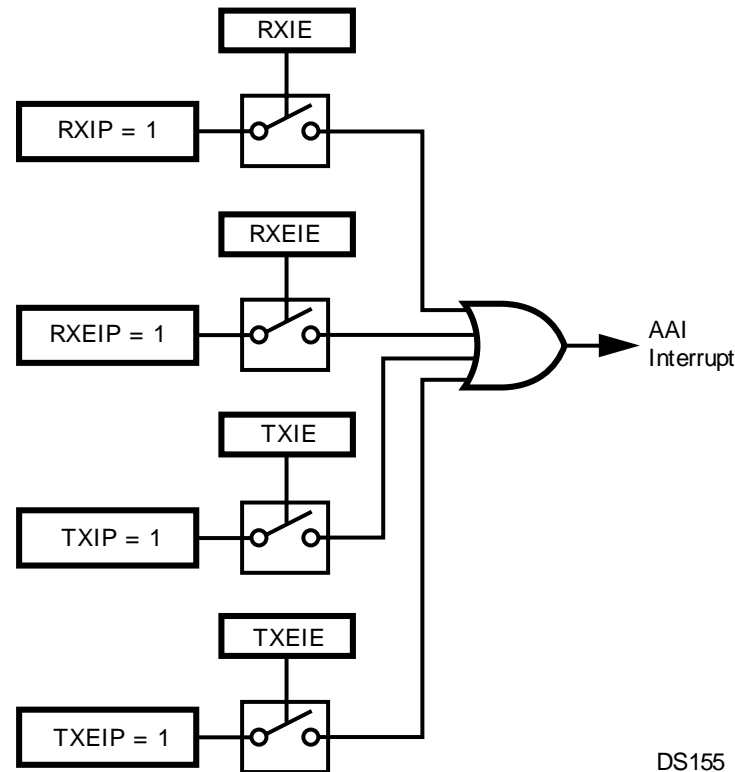 RXIE
RXIP = 1
RXEIE
RXEIP = 1
AAI
Interrupt
TXIE
TXIP = 1
TXEIE
TXEIP = 1
DS155